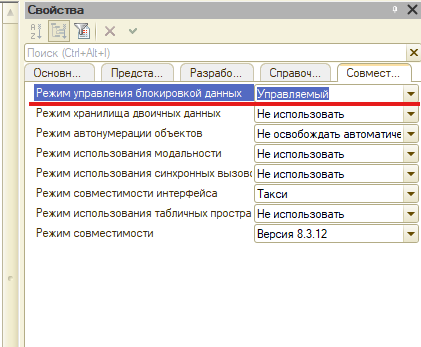 Свойства
Поиск (Ctrl+Alt+I)
Основн... Предста... Разрабо... Справоч... Совмест...
Режим управления блокировкой данных Управляемый
Режим хранилища двоичных данных Не использовать
Режим автонумерации объектов Не освобождать автоматиче
Режим использования модальности Не использовать
Режим использования синхронных вызово Не использовать
Режим совместимости интерфейса Такси
Режим использования табличных простра Не использовать
Режим совместимости Версия 8.3.12